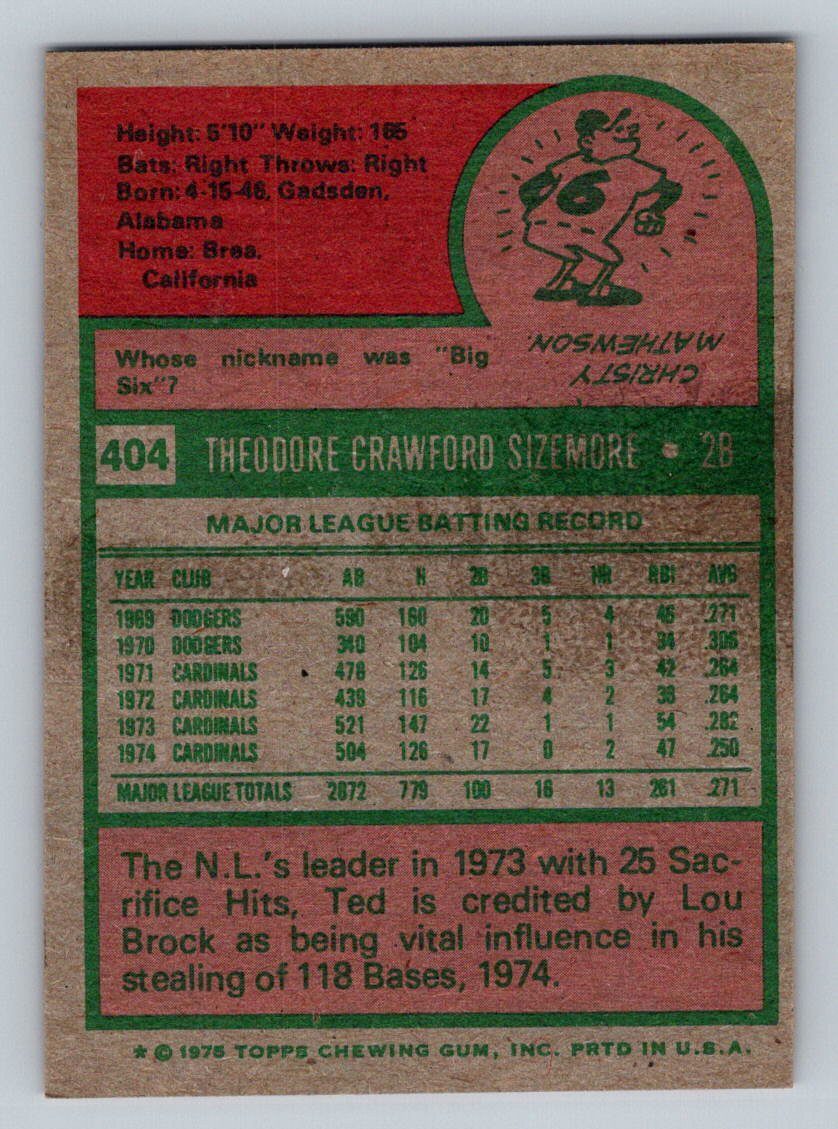 Height: 5'10" Weight: 165
Bats: Right Throws: Right
Born: 4-15-46, Gadsden,
Alabama
Home: Brea,
California
Whose nickname was "Big
Six"?
6
CHRISTY
MATHEWSON.
404 THEODORE CRAWFORD SIZEMORE • 2B
MAJOR LEAGUE BATTING RECORD
YEAR CLUB AB H 2B 3B HR RBI AVG
1969 DODGERS 590 160 20 5 4 46 .271
1970 DODGERS 340 104 10 1 1 34 .306
1971 CARDINALS 478 126 14 5 3 42 .264
1972 CARDINALS 439 116 17 4 2 38 .264
1973 CARDINALS 521 147 22 1 1 54 .282
1974 CARDINALS 504 126 17 0 2 47 .250
MAJOR LEAGUE TOTALS 2872 779 100 16 13 261 .271
The N.L.'s leader in 1973 with 25 Sac-
rifice Hits, Ted is credited by Lou
Brock as being vital influence in his
stealing of 118 Bases, 1974.
* © 1975 TOPPS CHEWING GUM, INC. PRTD IN U.S.A.